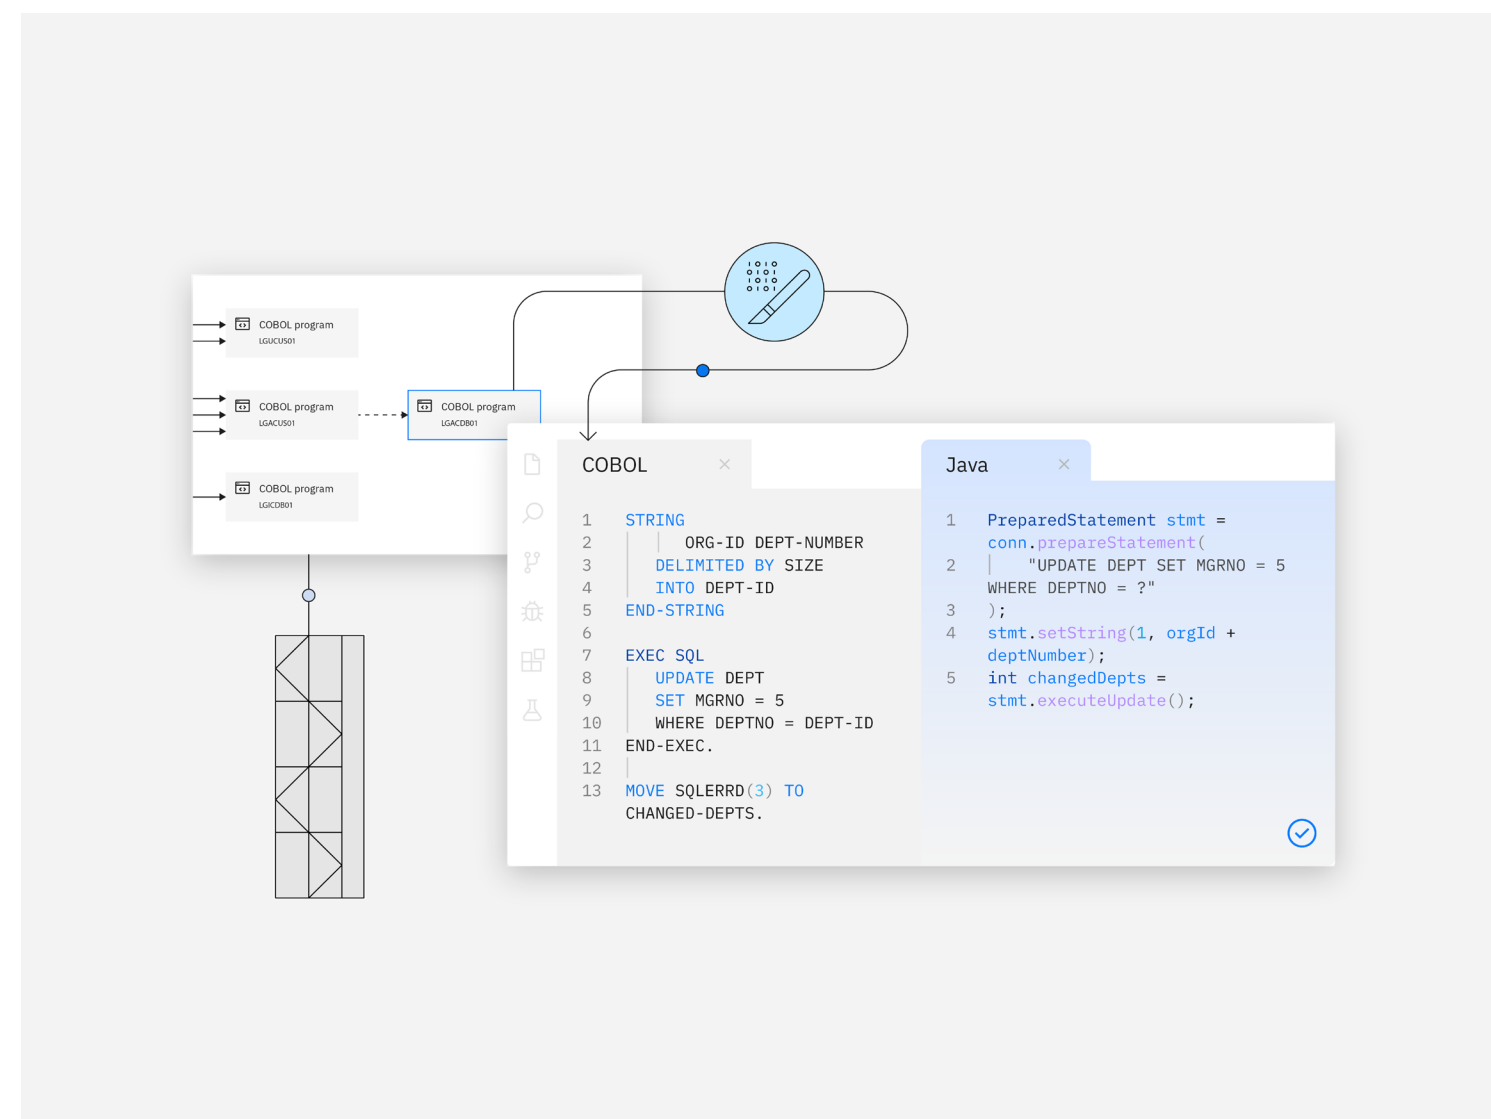 COBOL program
LGUCUS01
COBOL program
LGACUS01
COBOL program
LGACDB01
COBOL program
LGICDB01
COBOL
1 STRING
2 ORG-ID DEPT-NUMBER
3 DELIMITED BY SIZE
4 INTO DEPT-ID
5 END-STRING
6
7 EXEC SQL
8 UPDATE DEPT
9 SET MGRNO = 5
10 WHERE DEPTNO = DEPT-ID
11 END-EXEC.
12
13 MOVE SQLERRD(3) TO
CHANGED-DEPTS.
Java
1 PreparedStatement stmt =
conn.prepareStatement(
2 "UPDATE DEPT SET MGRNO = 5
WHERE DEPTNO = ?"
3 );
4 stmt.setString(1, orgId +
deptNumber);
5 int changedDepts =
stmt.executeUpdate();